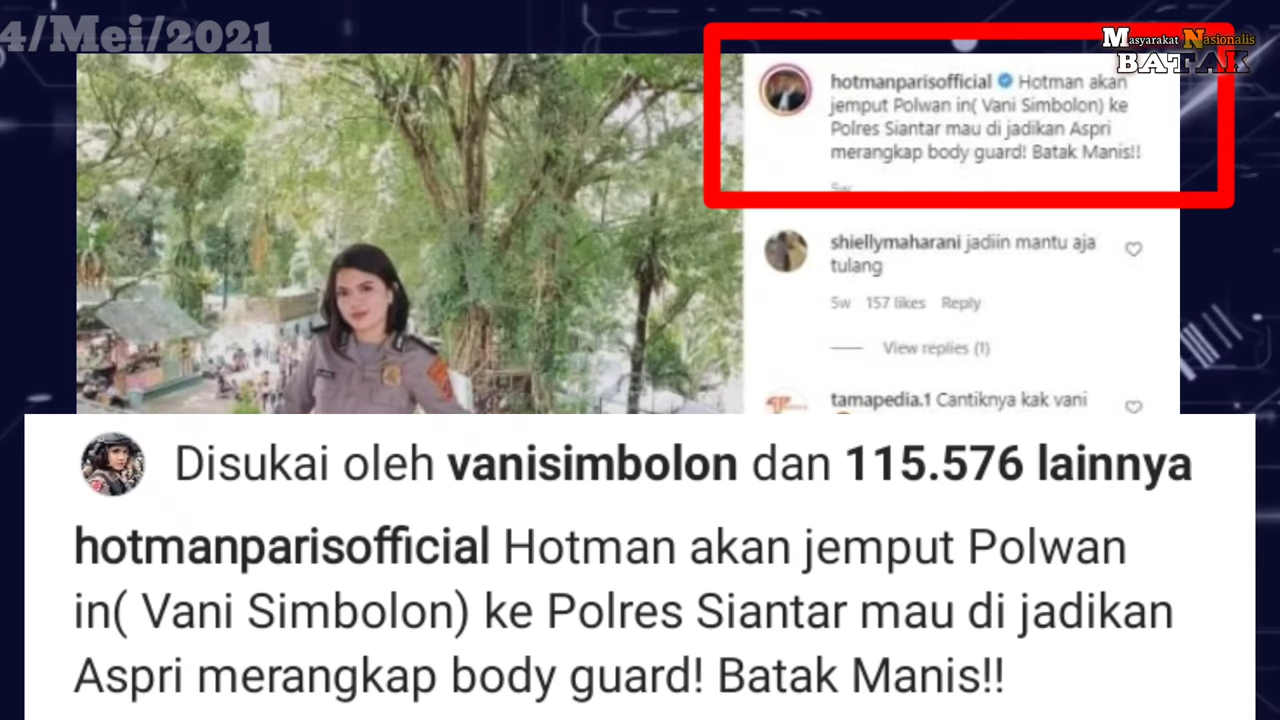 4/Mei/2021
Masyarakat Nasionalis
BATAK
hotmanparisofficial Hotman akan
jemput Polwan in( Vani Simbolon) ke
Polres Siantar mau di jadikan Aspri
merangkap body guard! Batak Manis!!
5w
shiellymaharani jadiin mantu aja
tulang
5w 157 likes Reply
View replies (1)
tamapedia.1 Cantiknya kak vani
Disukai oleh vanisimbolon dan 115.576 lainnya
hotmanparisofficial Hotman akan jemput Polwan
in( Vani Simbolon) ke Polres Siantar mau di jadikan
Aspri merangkap body guard! Batak Manis!!